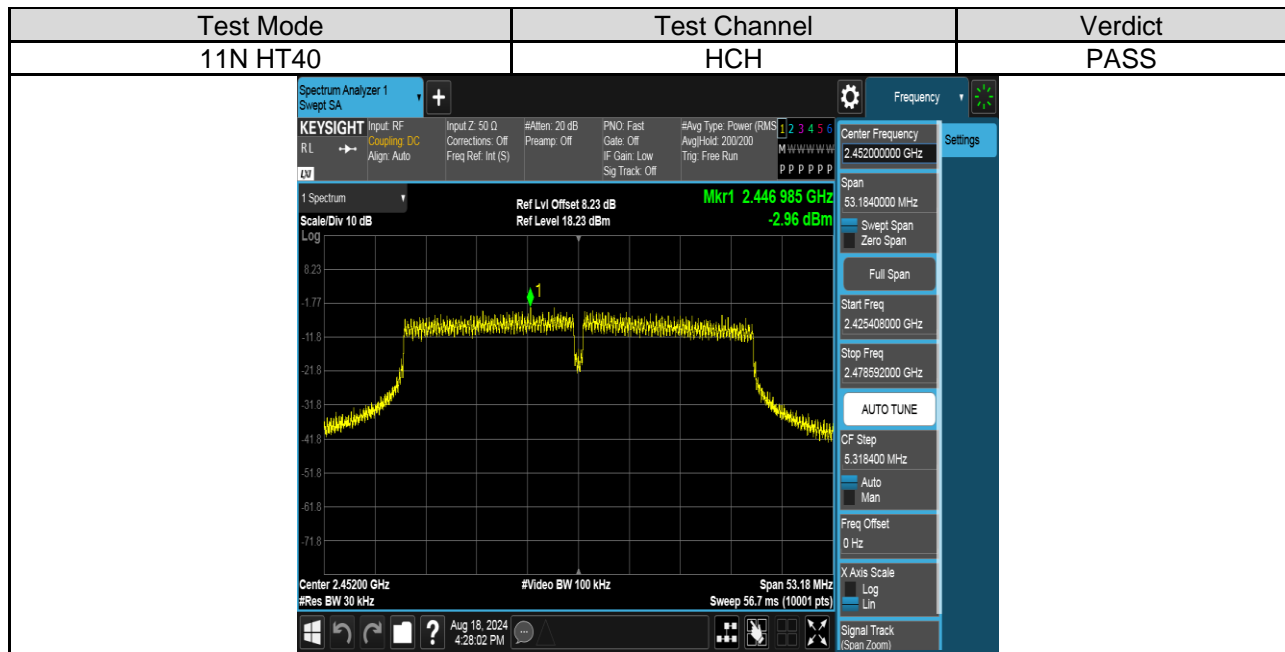 Test Mode Test Channel Verdict
11N HT40 HCH PASS
Spectrum Analyzer 1
Swept SA
+
Frequency
KEYSIGHT
RL
LXI
Input: RF
Coupling: DC
Align: Auto
Input Z: 50 Ω
Corrections: Off
Freq Ref: Int (S)
#Atten: 20 dB
Preamp: Off
PNO: Fast
Gate: Off
IF Gain: Low
Sig Track: Off
#Avg Type: Power (RMS
Avg|Hold: 200/200
Trig: Free Run
1 2 3 4 5 6
M W W W W W
P P P P P P
1 Spectrum
Scale/Div 10 dB
Log
Ref Lvl Offset 8.23 dB
Ref Level 18.23 dBm
Mkr1 2.446 985 GHz
-2.96 dBm
1
8.23
-1.77
-11.8
-21.8
-31.8
-41.8
-51.8
-61.8
-71.8
Center 2.45200 GHz
#Res BW 30 kHz
#Video BW 100 kHz
Span 53.18 MHz
Sweep 56.7 ms (10001 pts)
Center Frequency
2.452000000 GHz
Span
53.1840000 MHz
Swept Span
Zero Span
Full Span
Start Freq
2.425408000 GHz
Stop Freq
2.478592000 GHz
AUTO TUNE
CF Step
5.318400 MHz
Auto
Man
Freq Offset
0 Hz
X Axis Scale
Log
Lin
Signal Track
(Span Zoom)
Settings
?
Aug 18, 2024
4:28:02 PM